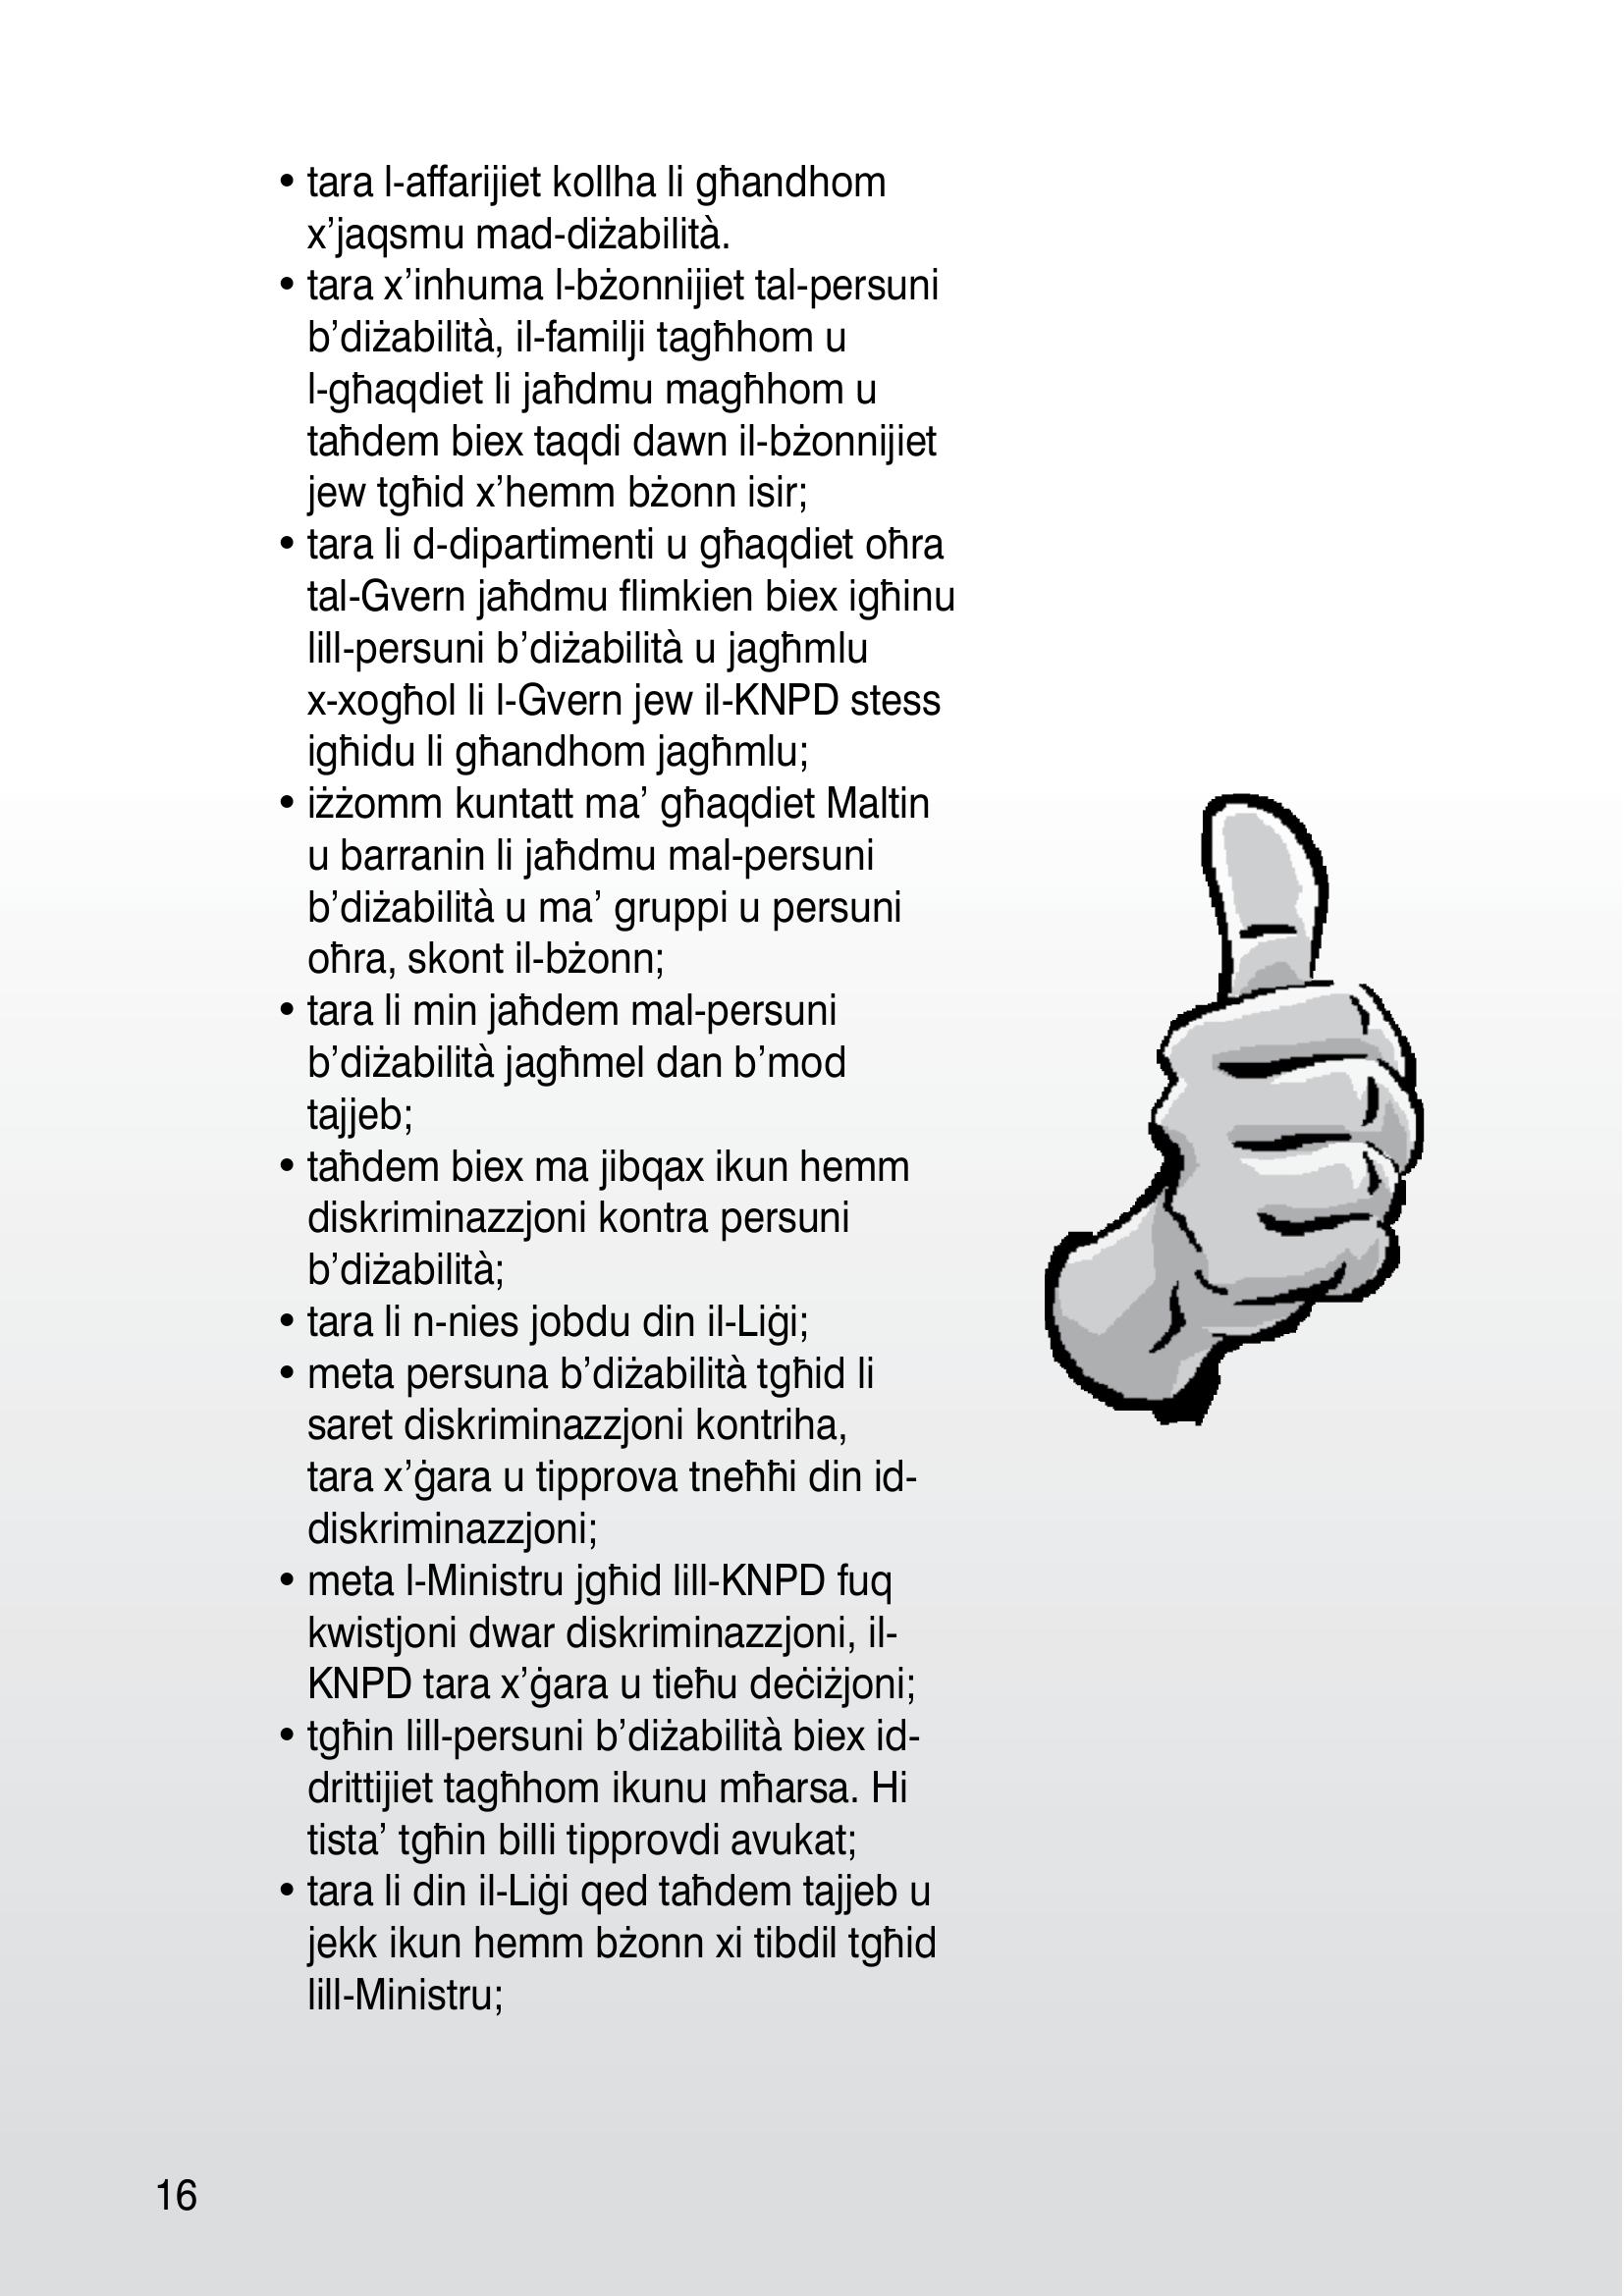 • tara l-affarijiet kollha li għandhom
x’jaqsmu mad-diżabilità.
• tara x’inhuma l-bżonnijiet tal-persuni
b’diżabilità, il-familji tagħhom u
l-għaqdiet li jaħdmu magħhom u
taħdem biex taqdi dawn il-bżonnijiet
jew tgħid x’hemm bżonn isir;
• tara li d-dipartimenti u għaqdiet oħra
tal-Gvern jaħdmu flimkien biex igħinu
lill-persuni b’diżabilità u jagħmlu
x-xogħol li l-Gvern jew il-KNPD stess
igħidu li għandhom jagħmlu;
• iżżomm kuntatt ma’ għaqdiet Maltin
u barranin li jaħdmu mal-persuni
b’diżabilità u ma’ gruppi u persuni
oħra, skont il-bżonn;
• tara li min jaħdem mal-persuni
b’diżabilità jagħmel dan b’mod
tajjeb;
• taħdem biex ma jibqax ikun hemm
diskriminazzjoni kontra persuni
b’diżabilità;
• tara li n-nies jobdu din il-Liġi;
• meta persuna b’diżabilità tgħid li
saret diskriminazzjoni kontriha,
tara x’ġara u tipprova tneħħi din id-
diskriminazzjoni;
• meta l-Ministru jgħid lill-KNPD fuq
kwistjoni dwar diskriminazzjoni, il-
KNPD tara x’ġara u tieħu deċiżjoni;
• tgħin lill-persuni b’diżabilità biex id-
drittijiet tagħhom ikunu mħarsa. Hi
tista’ tgħin billi tipprovdi avukat;
• tara li din il-Liġi qed taħdem tajjeb u
jekk ikun hemm bżonn xi tibdil tgħid
lill-Ministru;
16